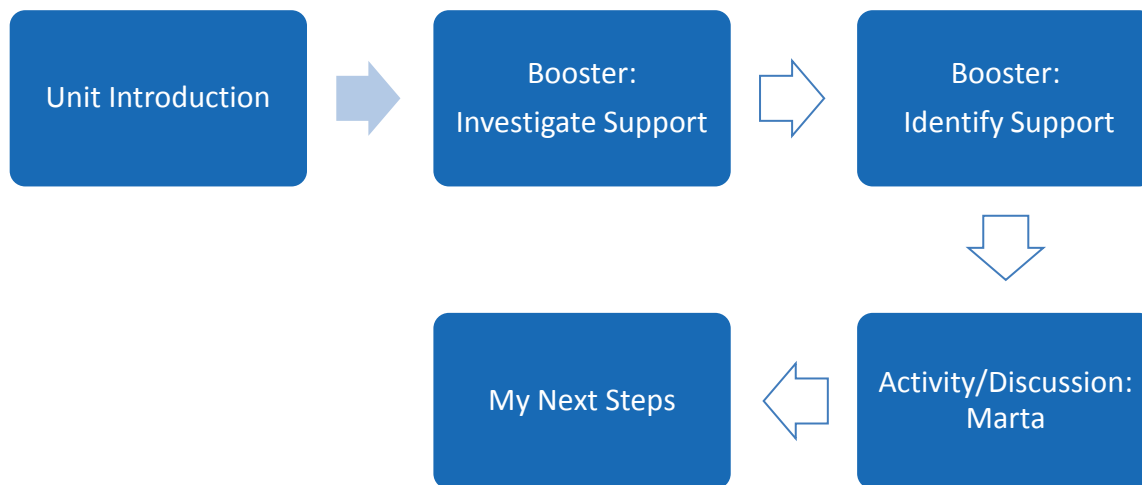 Unit Introduction
Booster:
Investigate Support
Booster:
Identify Support
Activity/Discussion:
Marta
My Next Steps